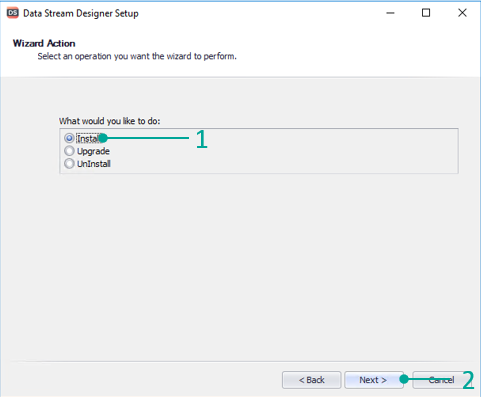 DS Data Stream Designer Setup
Wizard Action
Select an operation you want the wizard to perform.
What would you like to do:
Install 1
Upgrade
UnInstall
< Back Next > Cancel 2